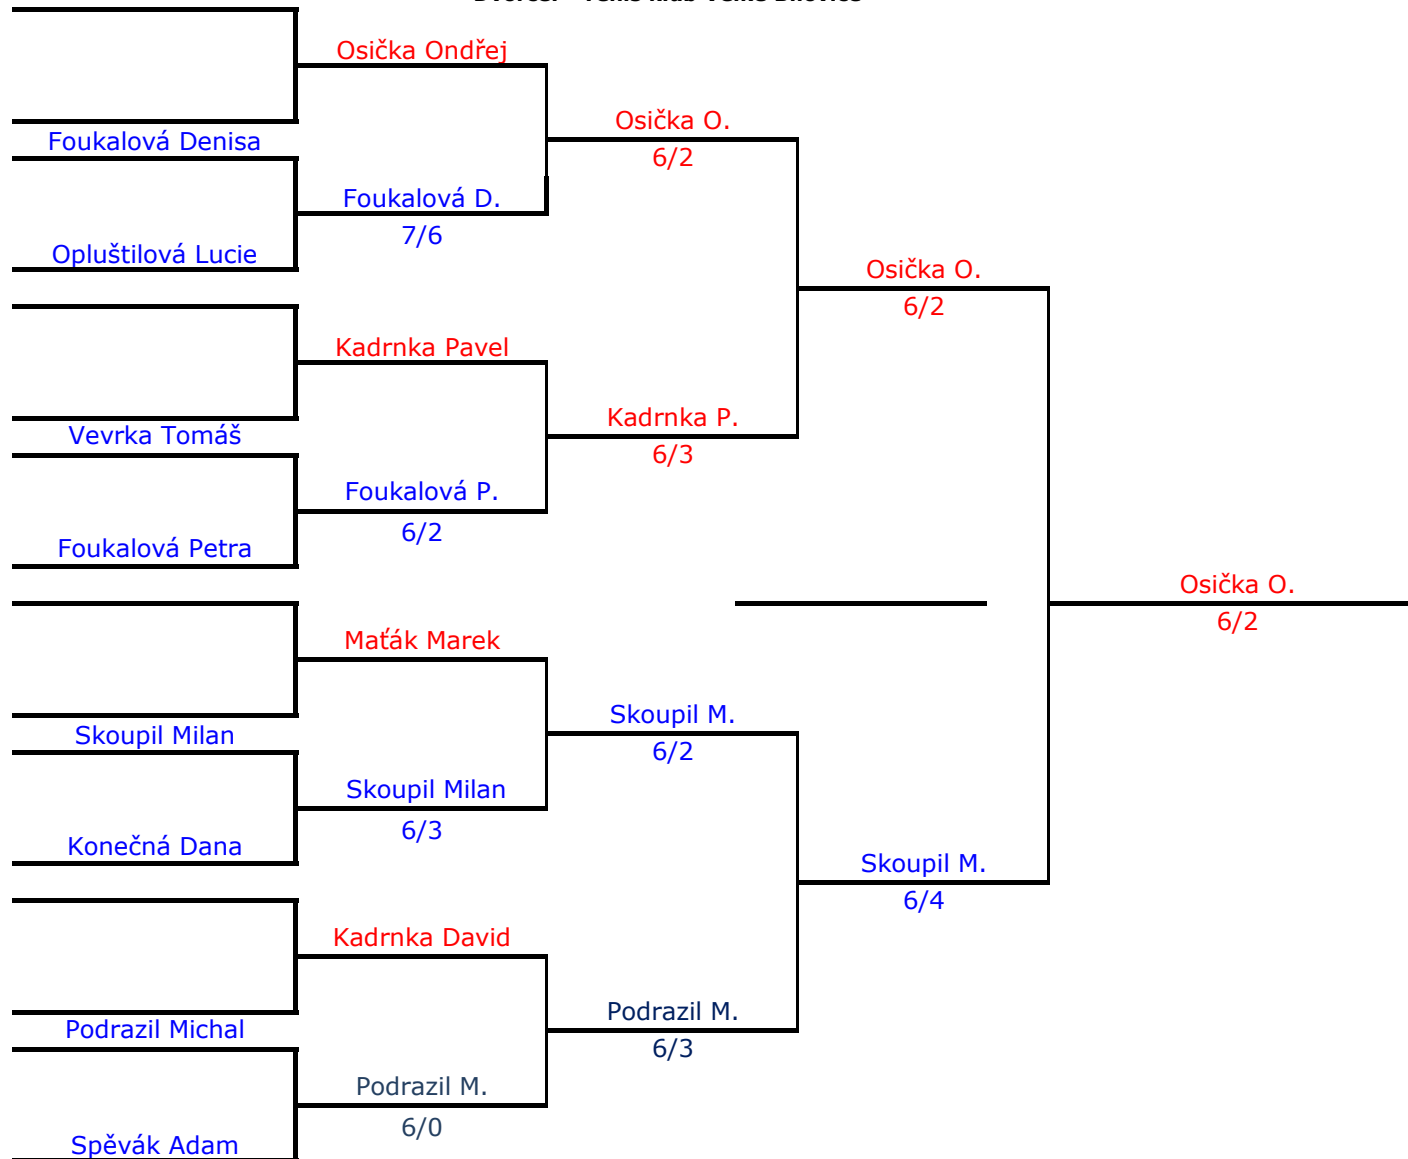 Osička Ondřej
Osička O.
Foukalová Denisa
6/2
Foukalová D.
7/6
Opluštilová Lucie
Osička O.
6/2
Kadrnka Pavel
Kadrnka P.
Vevrka Tomáš
6/3
Foukalová P.
6/2
Foukalová Petra
Osička O.
6/2
Maťák Marek
Skoupil M.
Skoupil Milan
6/2
Skoupil Milan
6/3
Konečná Dana
Skoupil M.
6/4
Kadrnka David
Podrazil M.
Podrazil Michal
6/3
Podrazil M.
6/0
Spěvák Adam